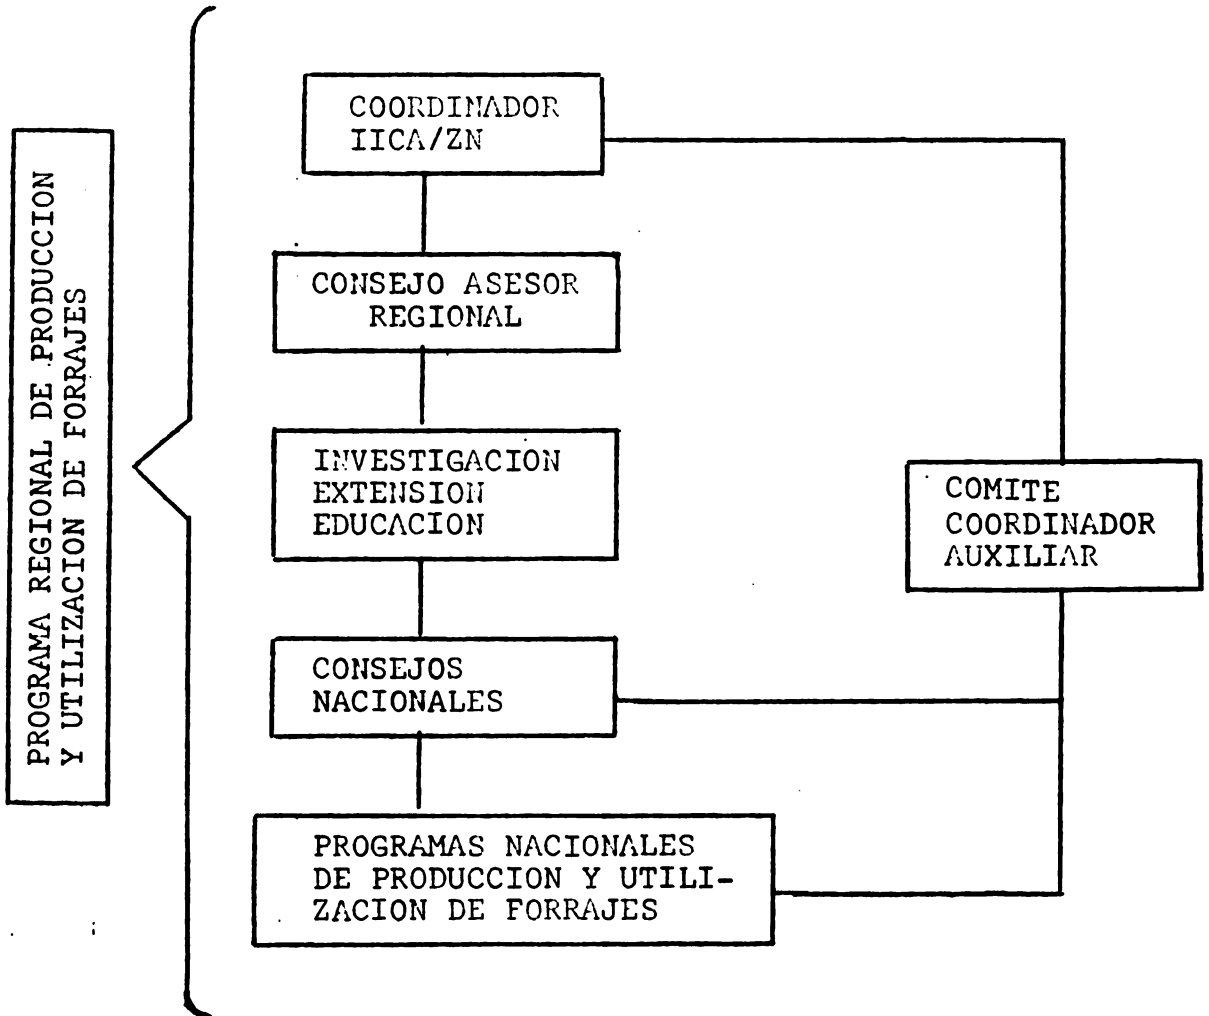 PROGRAMA REGIONAL DE PRODUCCION
Y UTILIZACION DE FORRAJES
COORDINADOR
IICA/ZN
CONSEJO ASESOR
REGIONAL
INVESTIGACION
EXTENSION
EDUCACION
COMITE
COORDINADOR
AUXILIAR
CONSEJOS
NACIONALES
PROGRAMAS NACIONALES
DE PRODUCCION Y UTILI-
ZACION DE FORRAJES